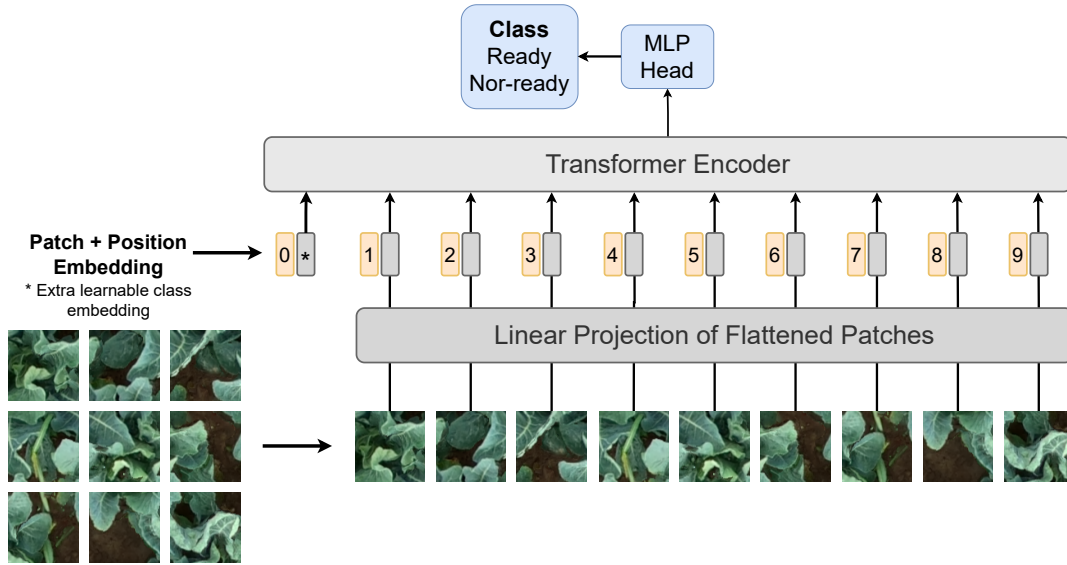 Class
Ready
Nor-ready
MLP
Head
Transformer Encoder
Patch + Position
Embedding
* Extra learnable class
embedding
0 *
1
2
3
4
5
6
7
8
9
Linear Projection of Flattened Patches